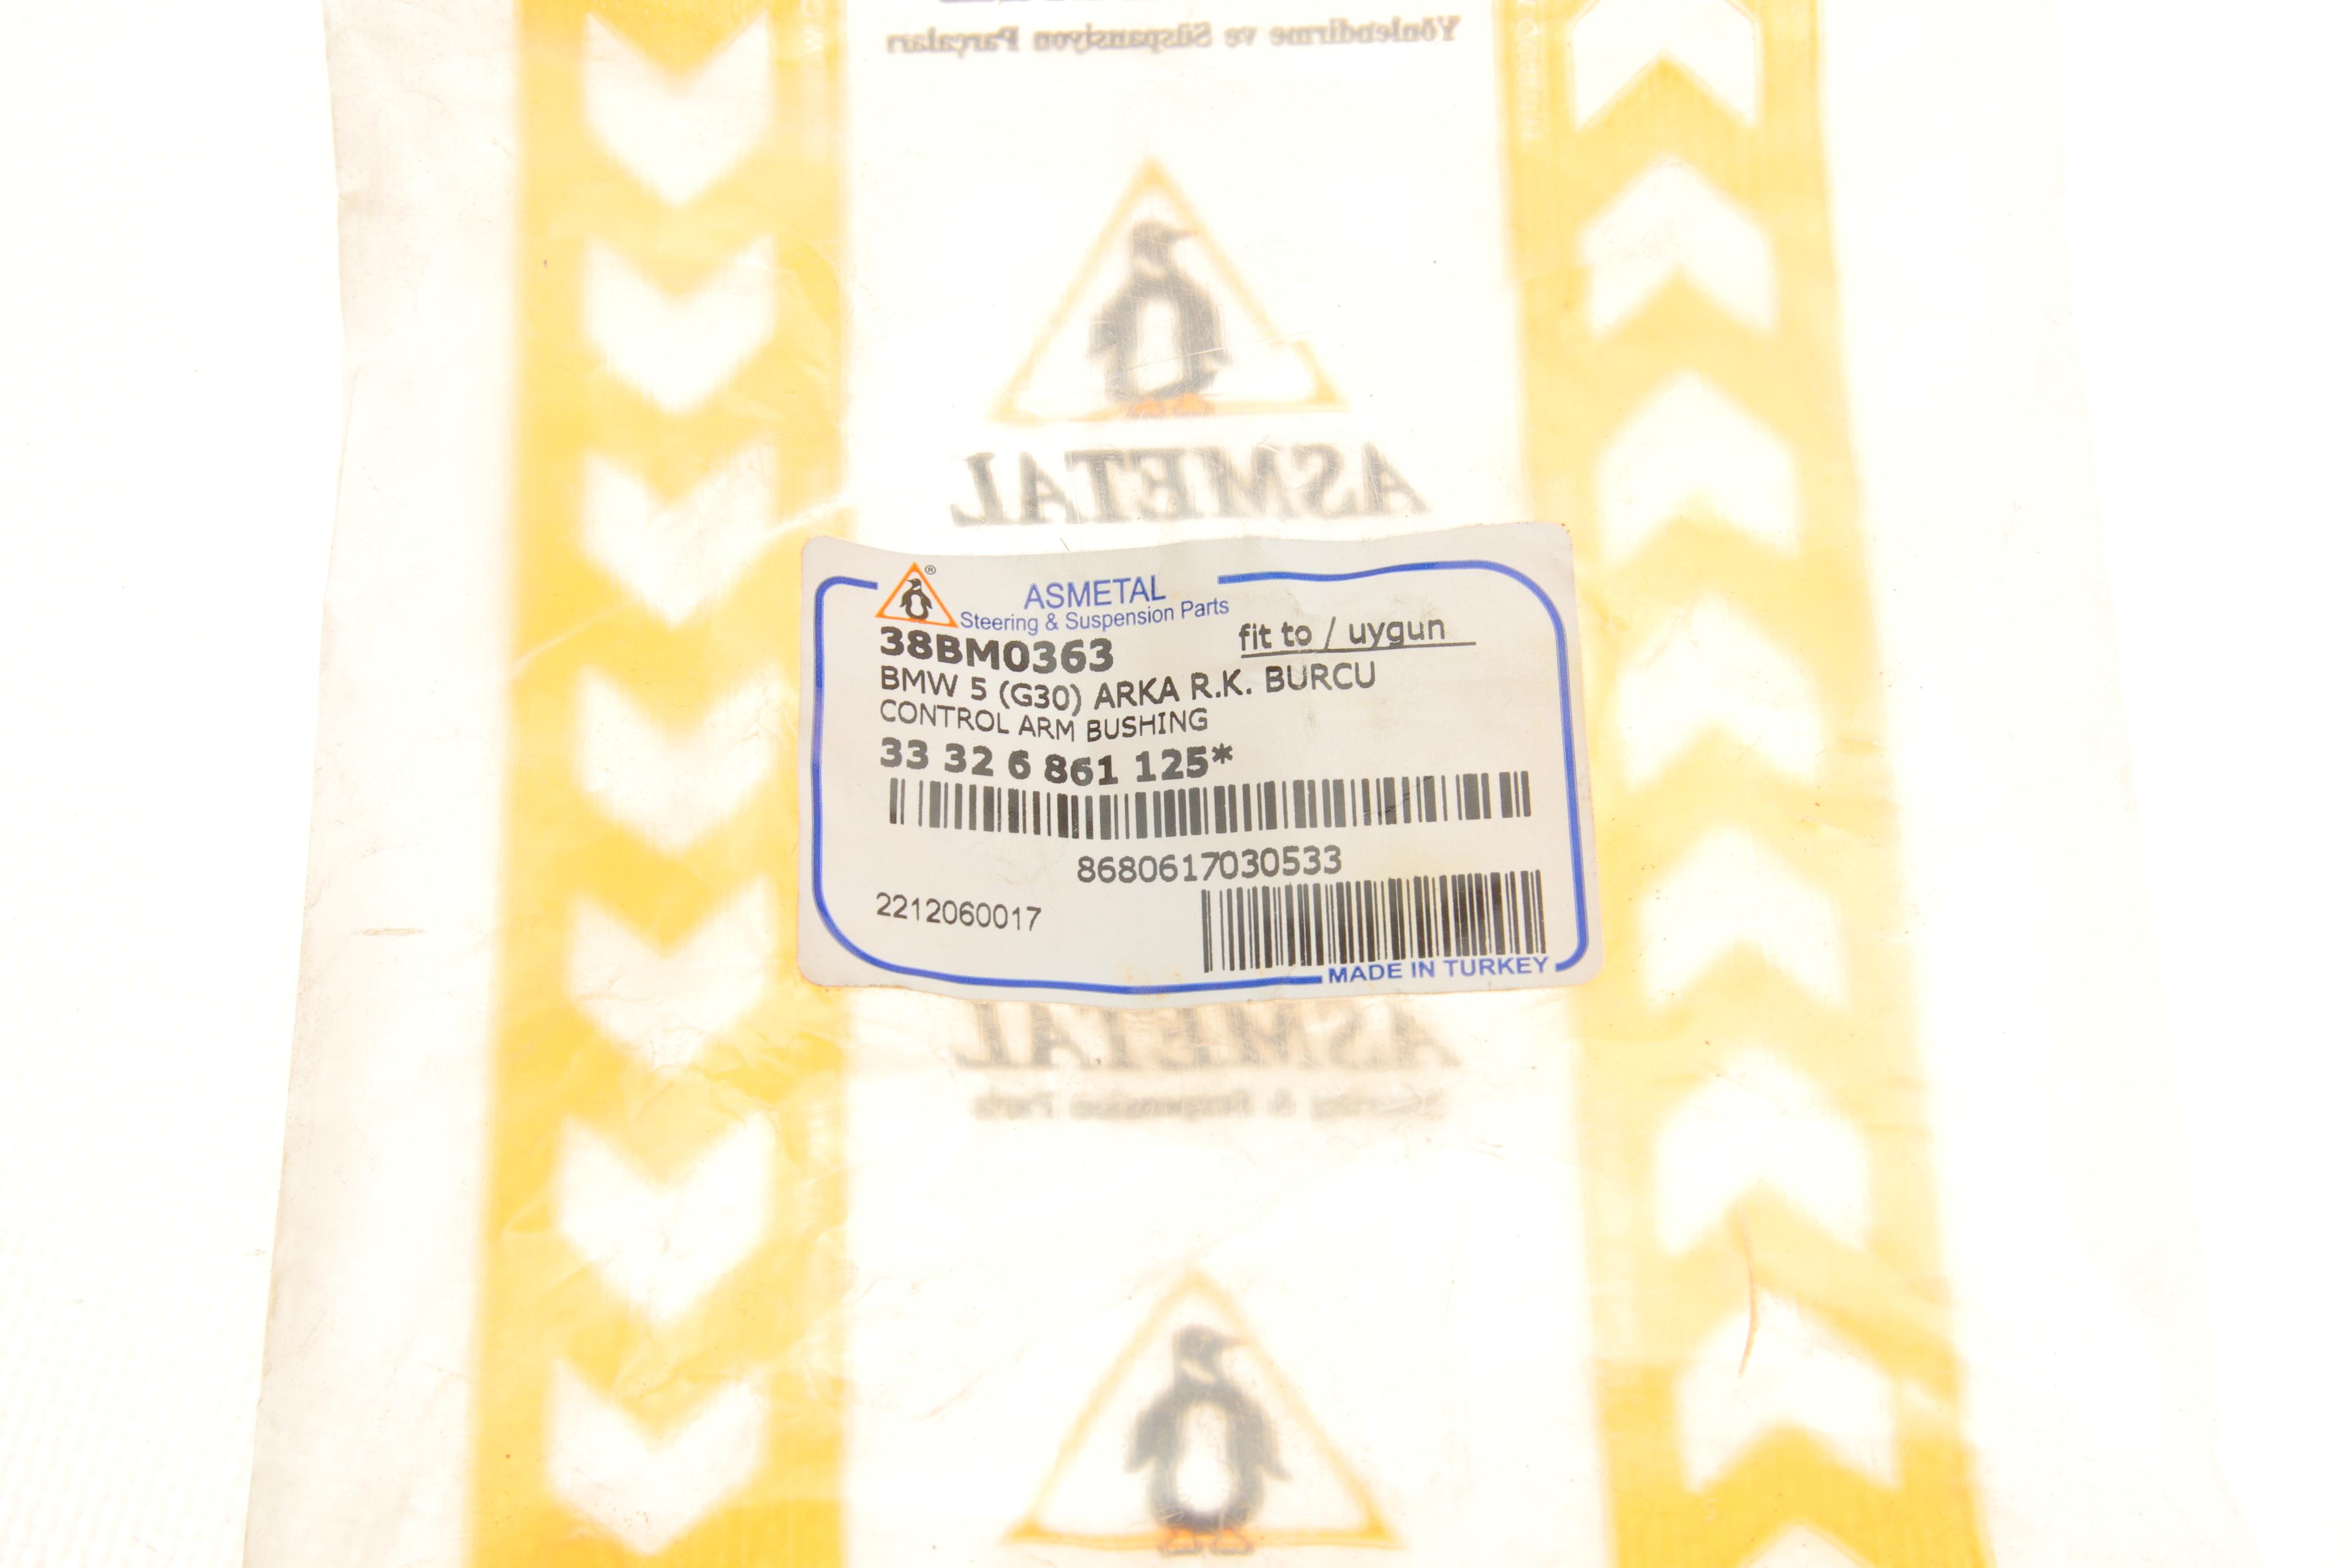 Yönlendirme ve Süspansiyon Parçaları
ASMETAL
®
ASMETAL
Steering & Suspension Parts
38BM0363
fit to / uygun
BMW 5 (G30) ARKA R.K. BURCU
CONTROL ARM BUSHING
33 32 6 861 125*
8680617030533
2212060017
MADE IN TURKEY
ASMETAL
Steering & Suspension Parts